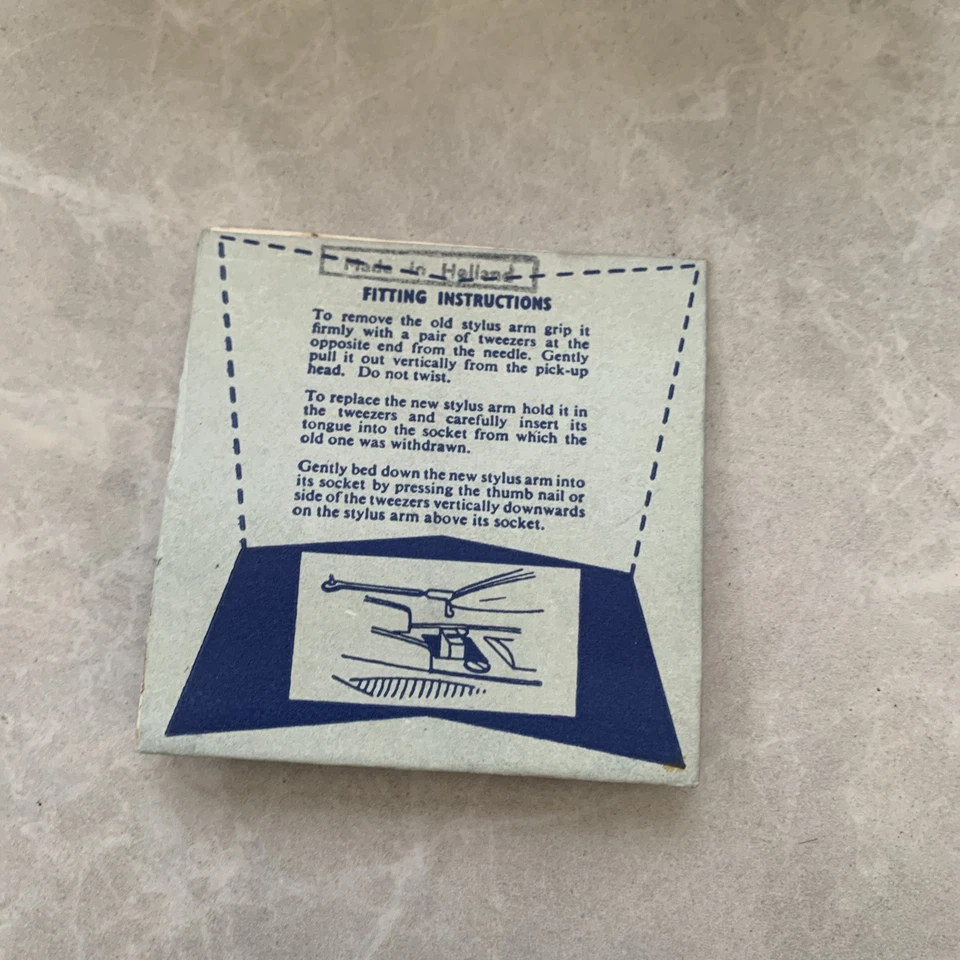 Made in Holland
FITTING INSTRUCTIONS
To remove the old stylus arm grip it
firmly with a pair of tweezers at the
opposite end from the needle. Gently
pull it out vertically from the pick-up
head. Do not twist.
To replace the new stylus arm hold it in
the tweezers and carefully insert its
tongue into the socket from which the
old one was withdrawn.
Gently bed down the new stylus arm into
its socket by pressing the thumb nail or
side of the tweezers vertically downwards
on the stylus arm above its socket.